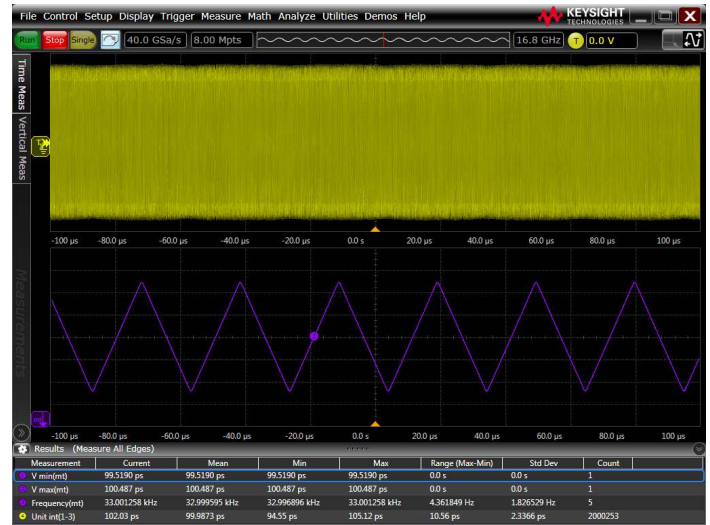 File Control Setup Display Trigger Measure Math Analyze Utilities Demos Help KEYSIGHT TECHNOLOGIES
Run Stop Single 40.0 GSa/s 8.00 Mpts 16.8 GHz T 0.0 V
Time Meas
Vertical Meas
Measurements
-100 µs -80.0 µs -60.0 µs -40.0 µs -20.0 µs 0.0 s 20.0 µs 40.0 µs 60.0 µs 80.0 µs 100 µs
-100 µs -80.0 µs -60.0 µs -40.0 µs -20.0 µs 0.0 s 20.0 µs 40.0 µs 60.0 µs 80.0 µs 100 µs
Results (Measure All Edges)
Measurement Current Mean Min Max Range (Max-Min) Std Dev Count
V min(mt) 99.5190 ps 99.5190 ps 99.5190 ps 99.5190 ps 0.0 s 0.0 s 1
V max(mt) 100.487 ps 100.487 ps 100.487 ps 100.487 ps 0.0 s 0.0 s 1
Frequency(mt) 33.001258 kHz 32.999595 kHz 32.996896 kHz 33.001258 kHz 4.361849 Hz 1.826529 Hz 5
Unit int(1-3) 102.03 ps 99.9873 ps 94.55 ps 105.12 ps 10.56 ps 2.3366 ps 2000253